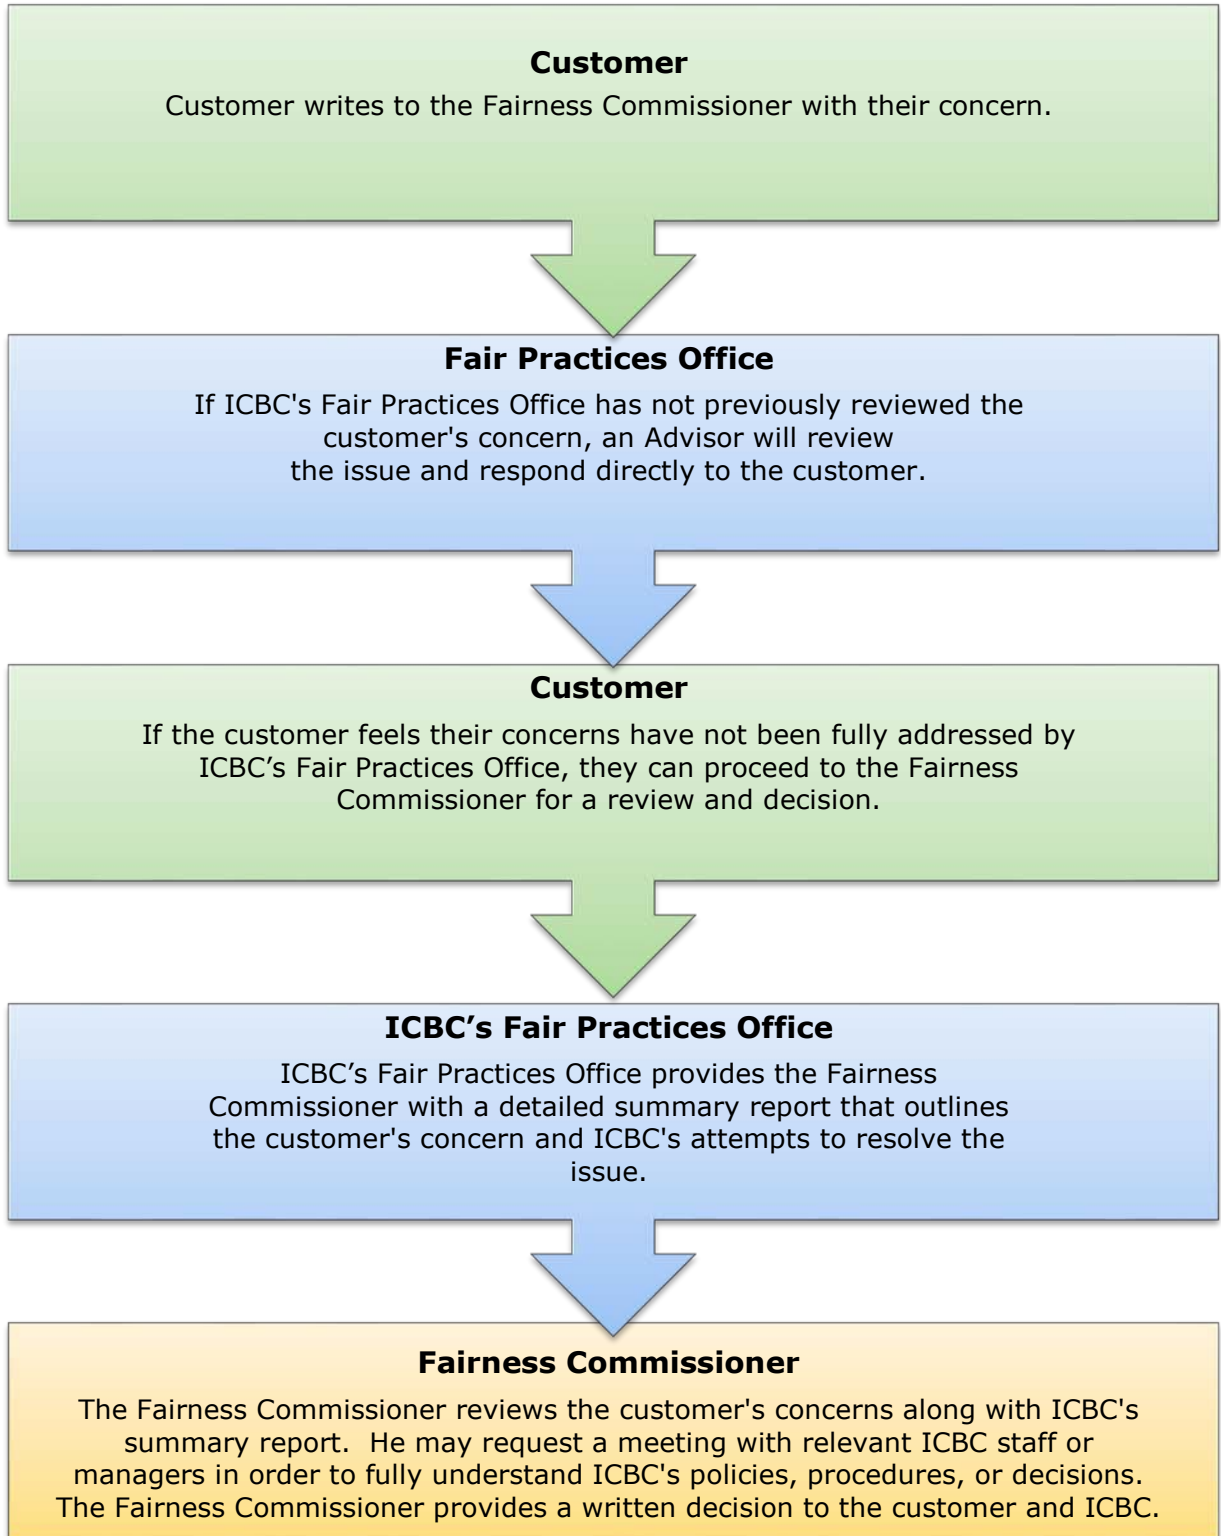 Customer
Customer writes to the Fairness Commissioner with their concern.
Fair Practices Office
If ICBC's Fair Practices Office has not previously reviewed the
customer's concern, an Advisor will review
the issue and respond directly to the customer.
Customer
If the customer feels their concerns have not been fully addressed by
ICBC’s Fair Practices Office, they can proceed to the Fairness
Commissioner for a review and decision.
ICBC’s Fair Practices Office
ICBC’s Fair Practices Office provides the Fairness
Commissioner with a detailed summary report that outlines
the customer's concern and ICBC's attempts to resolve the
issue.
Fairness Commissioner
The Fairness Commissioner reviews the customer's concerns along with ICBC's
summary report.  He may request a meeting with relevant ICBC staff or
managers in order to fully understand ICBC's policies, procedures, or decisions.
The Fairness Commissioner provides a written decision to the customer and ICBC.